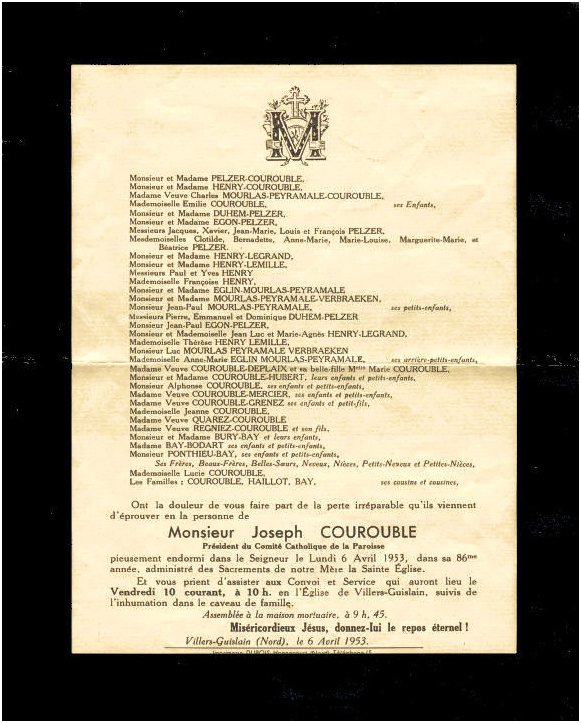 M
Monsieur et Madame PELZER-COUROUBLE,
Monsieur et Madame HENRY-COUROUBLE,
Madame Veuve Charles MOURLAS-PEYRAMALE-COUROUBLE,
Mademoiselle Emilie COUROUBLE, ses Enfants,
Monsieur et Madame DUHEM-PELZER,
Monsieur et Madame EGON-PELZER,
Messieurs Jacques, Xavier, Jean-Marie, Louis et François PELZER,
Mesdemoiselles Clotilde, Bernadette, Anne-Marie, Marie-Louise, Marguerite-Marie, et
Béatrice PELZER.
Monsieur et Madame HENRY-LEGRAND,
Monsieur et Madame HENRY-LEMILLE,
Messieurs Paul et Yves HENRY
Mademoiselle Françoise HENRY,
Monsieur et Madame EGLIN-MOURLAS-PEYRAMALE
Monsieur et Madame MOURLAS-PEYRAMALE-VERBRAEKEN,
Monsieur Jean-Paul MOURLAS-PEYRAMALE, ses petits-enfants,
Messieurs Pierre, Emmanuel et Dominique DUHEM-PELZER
Monsieur Jean-Paul EGON-PELZER,
Monsieur et Mademoiselle Jean Luc et Marie-Agnès HENRY-LEGRAND,
Mademoiselle Thérèse HENRY LEMILLE,
Monsieur Luc MOURLAS PEYRAMALE VERBRAEKEN
Mademoiselle Anne-Marie EGLIN MOURLAS-PEYRAMALE, ses arrière-petits-enfants,
Madame Veuve COUROUBLE-DEPLAIX et sa belle-fille Melle Marie COUROUBLE,
Monsieur et Madame COUROUBLE-HUBERT, leurs enfants et petits-enfants,
Monsieur Alphonse COUROUBLE, ses enfants et petits-enfants,
Madame Veuve COUROUBLE-MERCIER, ses enfants et petits-enfants,
Madame Veuve COUROUBLE-GRENEZ ses enfants et petit-fils,
Mademoiselle Jeanne COUROUBLE,
Madame Veuve QUAREZ-COUROUBLE
Madame Veuve REGNIEZ-COUROUBLE et son fils,
Monsieur et Madame BURY-BAY et leurs enfants,
Madame BAY-BODART ses enfants et petits-enfants,
Monsieur PONTHIEU-BAY, ses enfants et petits-enfants,
Ses Frères, Beaux-Frères, Belles-Sœurs, Neveux, Nièces, Petits-Neveux et Petites-Nièces,
Mademoiselle Lucie COUROUBLE,
Les Familles : COUROUBLE, HAILLOT, BAY. ses cousins et cousines,
Ont la douleur de vous faire part de la perte irréparable qu'ils viennent
d'éprouver en la personne de
Monsieur Joseph COUROUBLE
Président du Comité Catholique de la Paroisse
pieusement endormi dans le Seigneur le Lundi 6 Avril 1953, dans sa 86me
année, administré des Sacrements de notre Mère la Sainte Église.
Et vous prient d'assister aux Convoi et Service qui auront lieu le
Vendredi 10 courant, à 10 h. en l'Église de Villers-Guislain, suivis de
l'inhumation dans le caveau de famille.
Assemblée à la maison mortuaire, à 9 h. 45.
Miséricordieux Jésus, donnez-lui le repos éternel !
Villers-Guislain (Nord), le 6 Avril 1953.